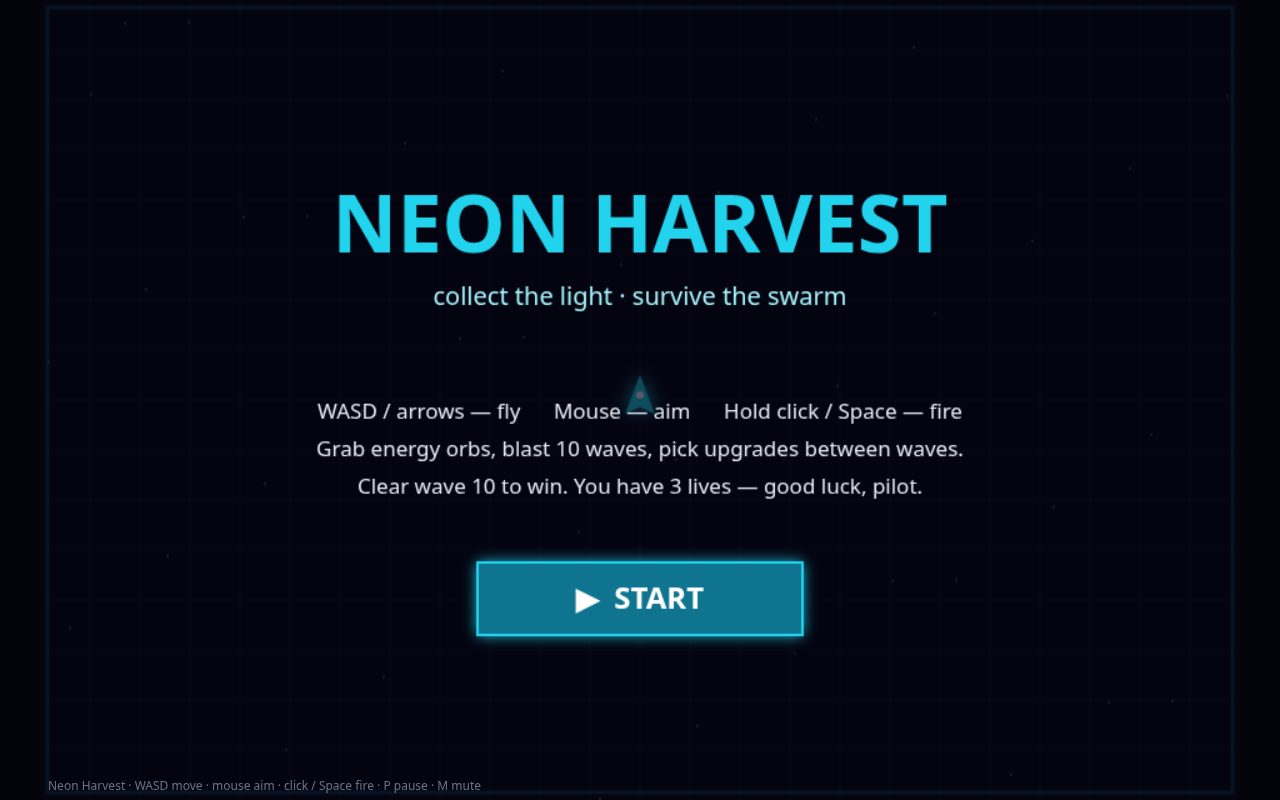 NEON HARVEST
collect the light · survive the swarm
WASD / arrows — fly   Mouse — aim   Hold click / Space — fire
Grab energy orbs, blast 10 waves, pick upgrades between waves.
Clear wave 10 to win. You have 3 lives — good luck, pilot.
▶ START
Neon Harvest · WASD move · mouse aim · click / Space fire · P pause · M mute